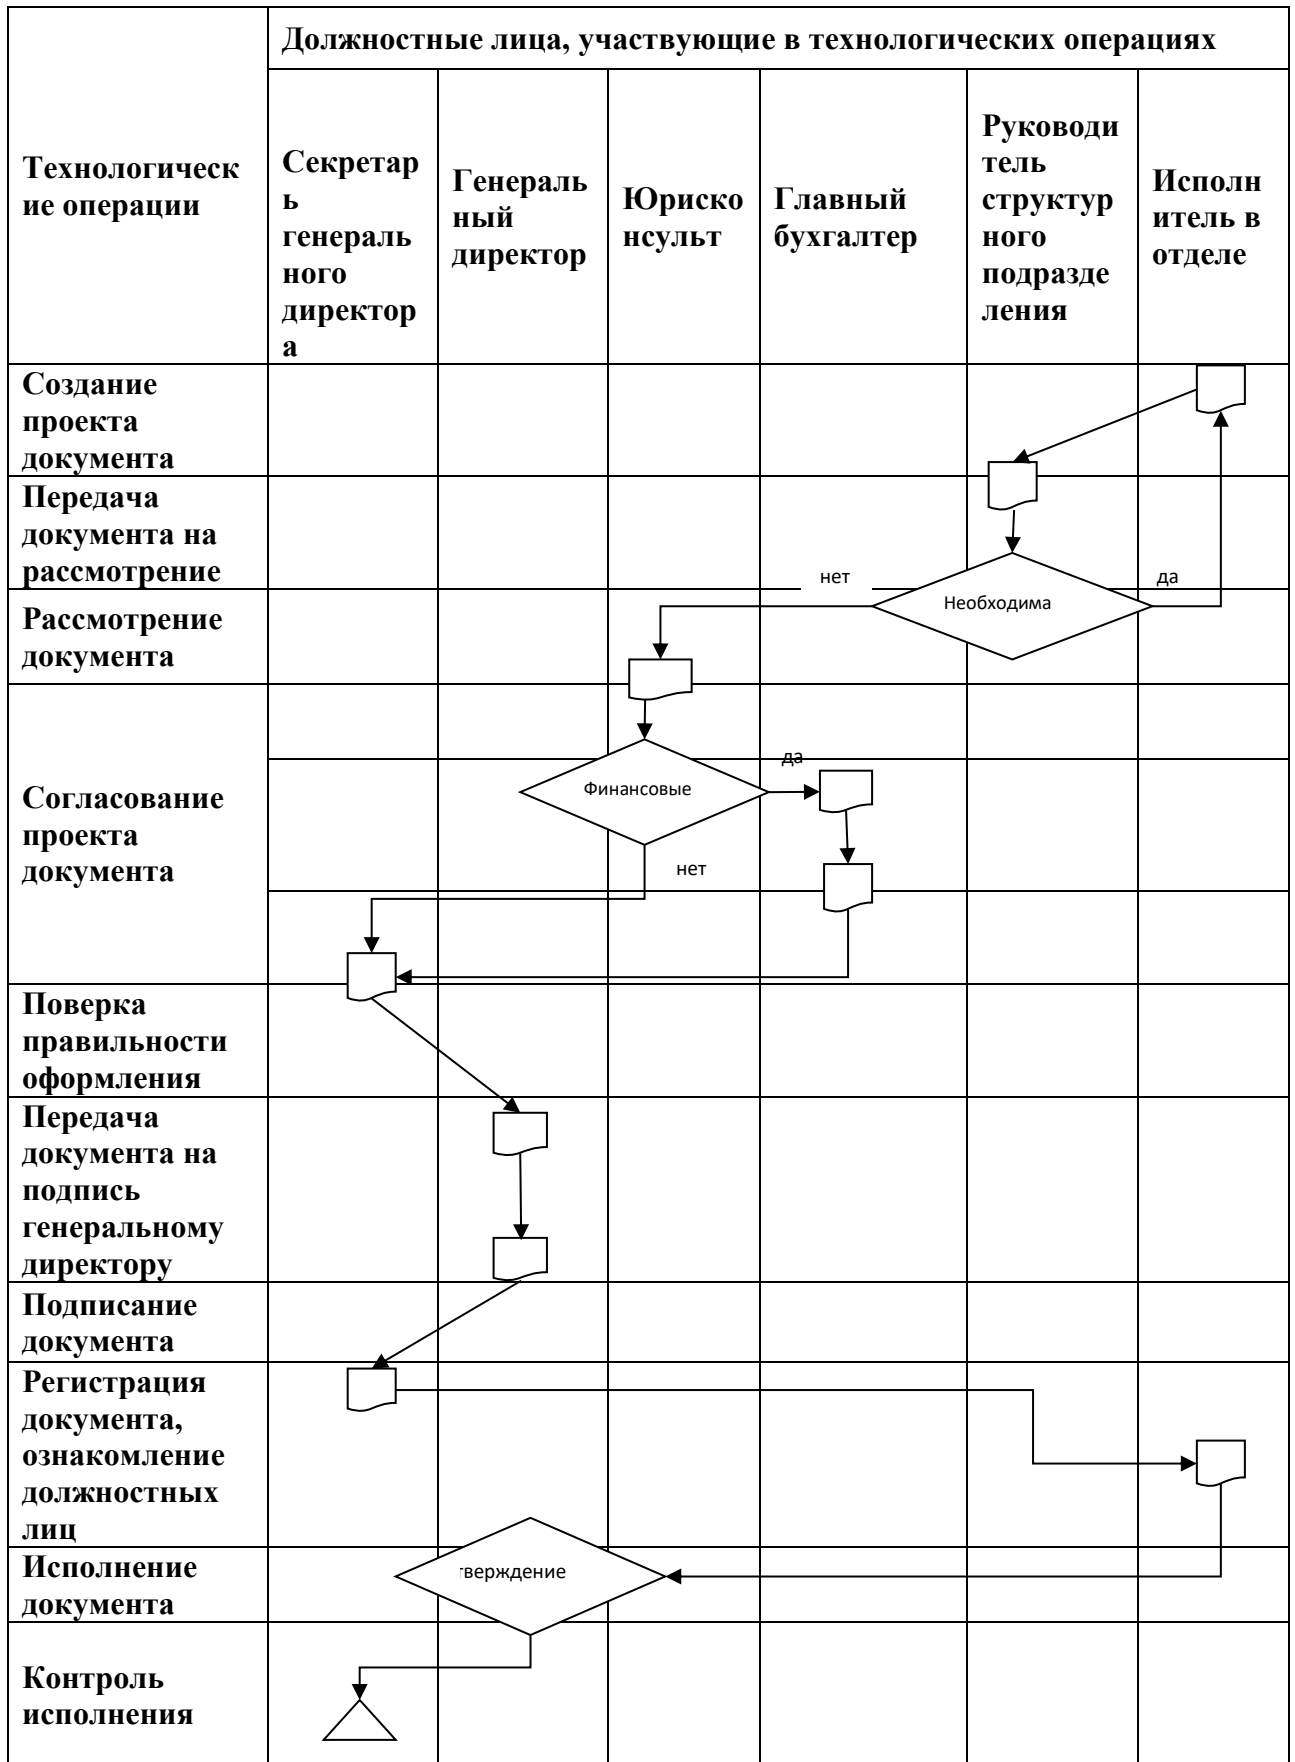 Должностные лица, участвующие в технологических операциях
Технологическ
ие операции
Секретар
ь
генераль
ного
директор
а
Генераль
ный
директор
Юриско
нсульт
Главный
бухгалтер
Руководи
тель
структур
ного
подразде
ления
Исполн
итель в
отделе
Создание
проекта
документа
Передача
документа на
рассмотрение
нет
да
Необходима
Рассмотрение
документа
да
Финансовые
Согласование
проекта
документа
нет
Поверка
правильности
оформления
Передача
документа на
подпись
генеральному
директору
Подписание
документа
Регистрация
документа,
ознакомление
должностных
лиц
Исполнение
документа
тверждение
Контроль
исполнения